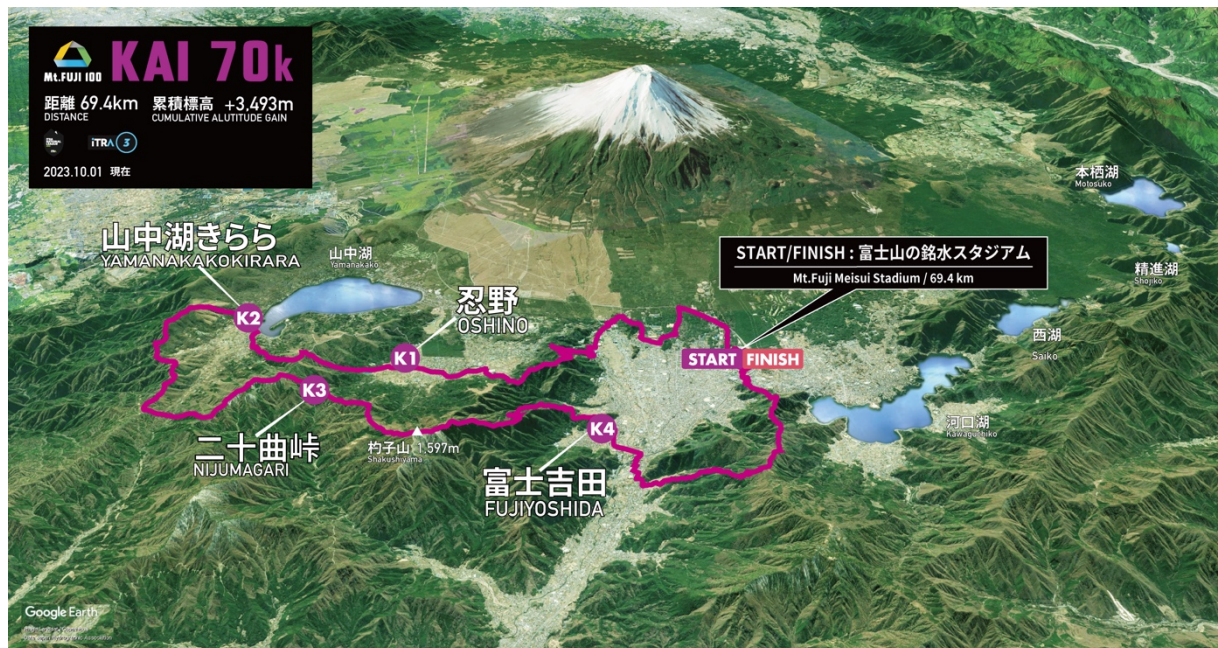 Mt.FUJI 100
KAI 70k
距離 69.4km 累積標高 +3,493m
DISTANCE CUMULATIVE ALUTITUDE GAIN
iTRA 3
2023.10.01 現在
本栖湖
Motosuko
山中湖きらら
YAMANAKAKOKIRARA
山中湖
Yamanakako
START/FINISH : 富士山の銘水スタジアム
Mt.Fuji Meisui Stadium / 69.4 km
精進湖
Shojiko
忍野
OSHINO
K2
K1
START FINISH
西湖
Saiko
K3
二十曲峠
NIJUMAGARI
杓子山 1,597m
Shakushiyama
K4
河口湖
Kawaguchiko
富士吉田
FUJIYOSHIDA
Google Earth